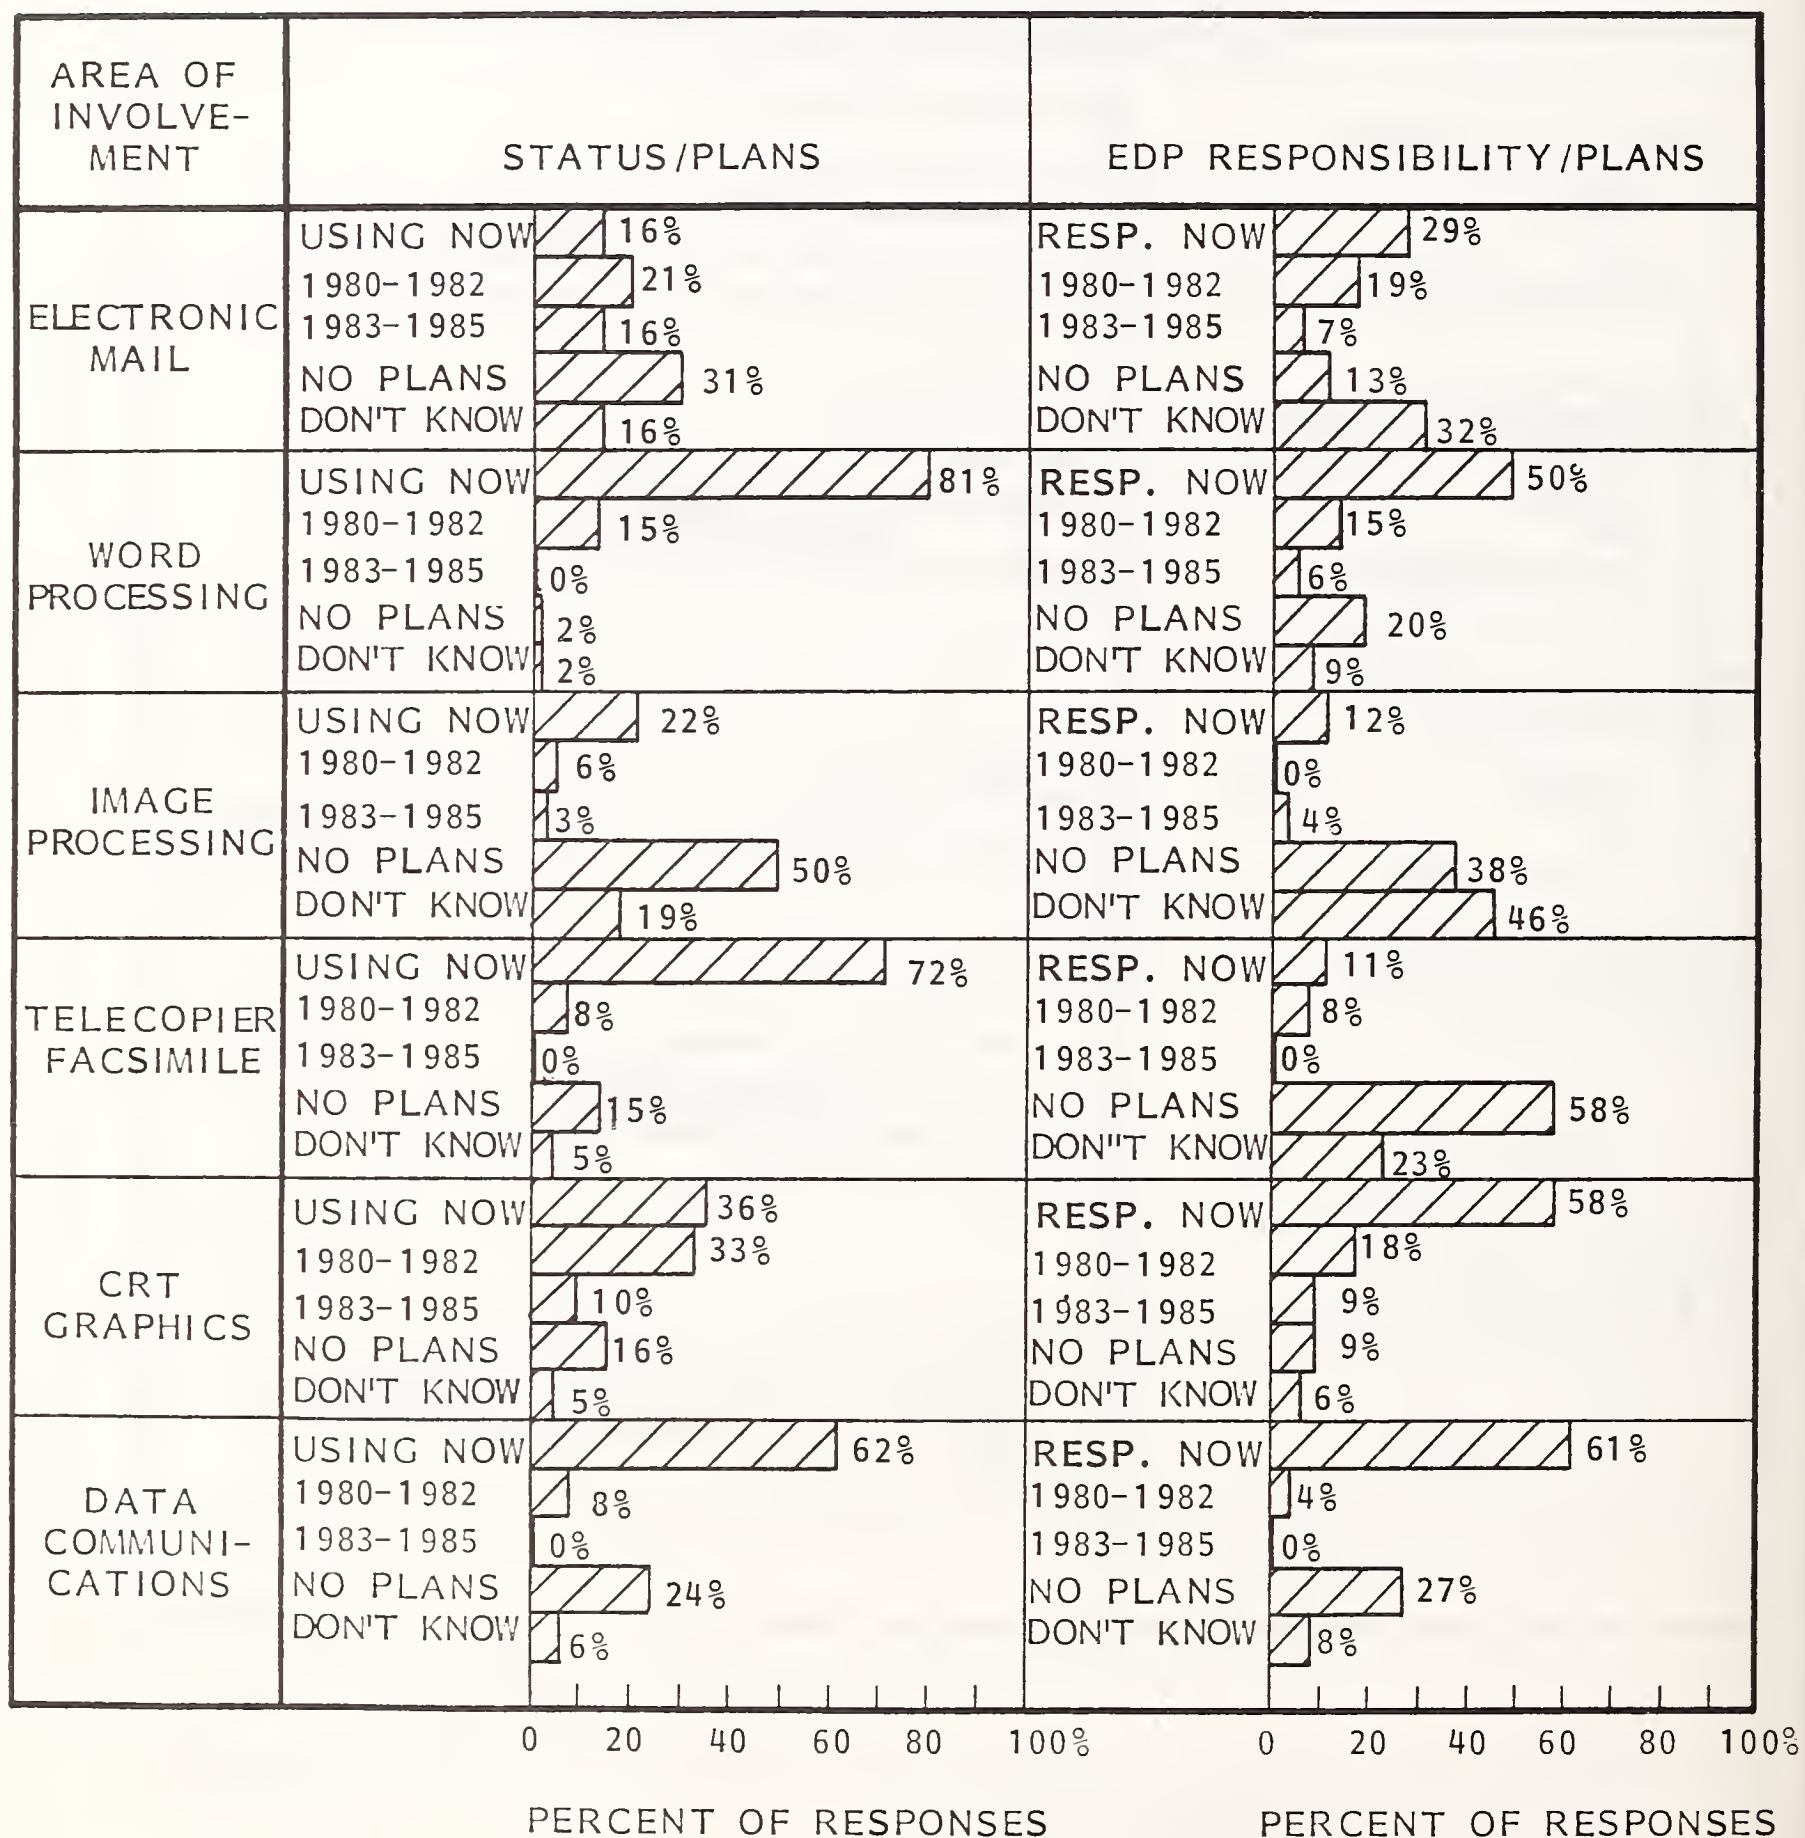 AREA OF
INVOLVE-
MENT
STATUS/PLANS
EDP RESPONSIBILITY/PLANS
ELECTRONIC
MAIL
USING NOW 16%
1980-1982 21%
1983-1985 16%
NO PLANS 31%
DON'T KNOW 16%
RESP. NOW 29%
1980-1982 19%
1983-1985 7%
NO PLANS 13%
DON'T KNOW 32%
WORD
PROCESSING
USING NOW 81%
1980-1982 15%
1983-1985 0%
NO PLANS 2%
DON'T KNOW 2%
RESP. NOW 50%
1980-1982 15%
1983-1985 6%
NO PLANS 20%
DON'T KNOW 9%
IMAGE
PROCESSING
USING NOW 22%
1980-1982 6%
1983-1985 3%
NO PLANS 50%
DON'T KNOW 19%
RESP. NOW 12%
1980-1982 0%
1983-1985 4%
NO PLANS 38%
DON'T KNOW 46%
TELECOPIER
FACSIMILE
USING NOW 72%
1980-1982 8%
1983-1985 0%
NO PLANS 15%
DON'T KNOW 5%
RESP. NOW 11%
1980-1982 8%
1983-1985 0%
NO PLANS 58%
DON"T KNOW 23%
CRT
GRAPHICS
USING NOW 36%
1980-1982 33%
1983-1985 10%
NO PLANS 16%
DON'T KNOW 5%
RESP. NOW 58%
1980-1982 18%
1983-1985 9%
NO PLANS 9%
DON'T KNOW 6%
DATA
COMMUNI-
CATIONS
USING NOW 62%
1980-1982 8%
1983-1985 0%
NO PLANS 24%
DON'T KNOW 6%
RESP. NOW 61%
1980-1982 4%
1983-1985 0%
NO PLANS 27%
DON'T KNOW 8%
0 20 40 60 80 100%
0 20 40 60 80 100%
PERCENT OF RESPONSES
PERCENT OF RESPONSES